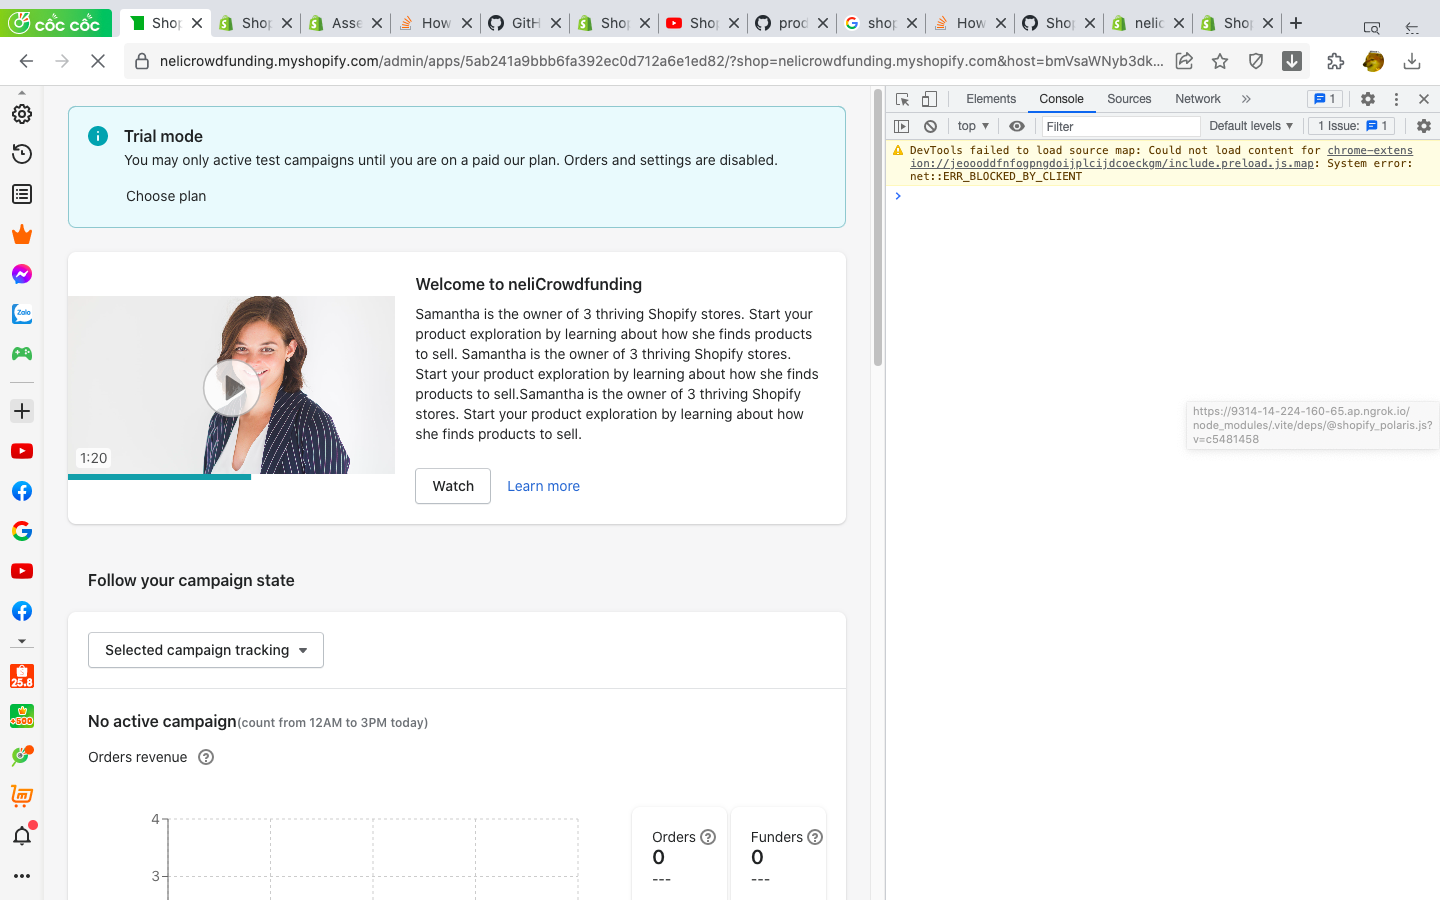 cốc cốc
Shop
Shop
Asse
How
GitH
Shop
Shop
prod
shop
How
Shop
nelic
Shop
nelicrowdfunding.myshopify.com/admin/apps/5ab241a9bbb6fa392ec0d712a6e1ed82/?shop=nelicrowdfunding.myshopify.com&host=bmVsaWNyb3dk...
Trial mode
You may only active test campaigns until you are on a paid our plan. Orders and settings are disabled.
Choose plan
1:20
Welcome to neliCrowdfunding
Samantha is the owner of 3 thriving Shopify stores. Start your
product exploration by learning about how she finds products
to sell. Samantha is the owner of 3 thriving Shopify stores.
Start your product exploration by learning about how she finds
products to sell.Samantha is the owner of 3 thriving Shopify
stores. Start your product exploration by learning about how
she finds products to sell.
Watch
Learn more
Follow your campaign state
Selected campaign tracking
No active campaign(count from 12AM to 3PM today)
Orders revenue
4
3
Orders
0
---
Funders
0
---
Zalo
25.8
+500
Elements
Console
Sources
Network
1
top
Filter
Default levels
1 Issue:
1
DevTools failed to load source map: Could not load content for chrome-extens
ion://jeoooddfnfogpngdoijplcijdcoeckgm/include.preload.js.map: System error:
net::ERR_BLOCKED_BY_CLIENT
https://9314-14-224-160-65.ap.ngrok.io/
node_modules/.vite/deps/@shopify_polaris.js?
v=c5481458